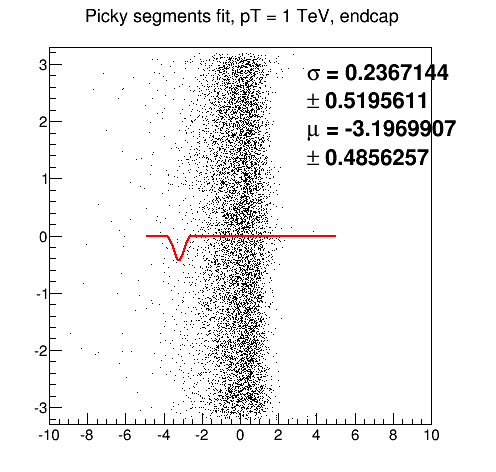 Picky segments fit, pT = 1 TeV, endcap
σ = 0.2367144
± 0.5195611
μ = -3.1969907
± 0.4856257
3
2
1
0
-1
-2
-3
-10 -8 -6 -4 -2 0 2 4 6 8 10